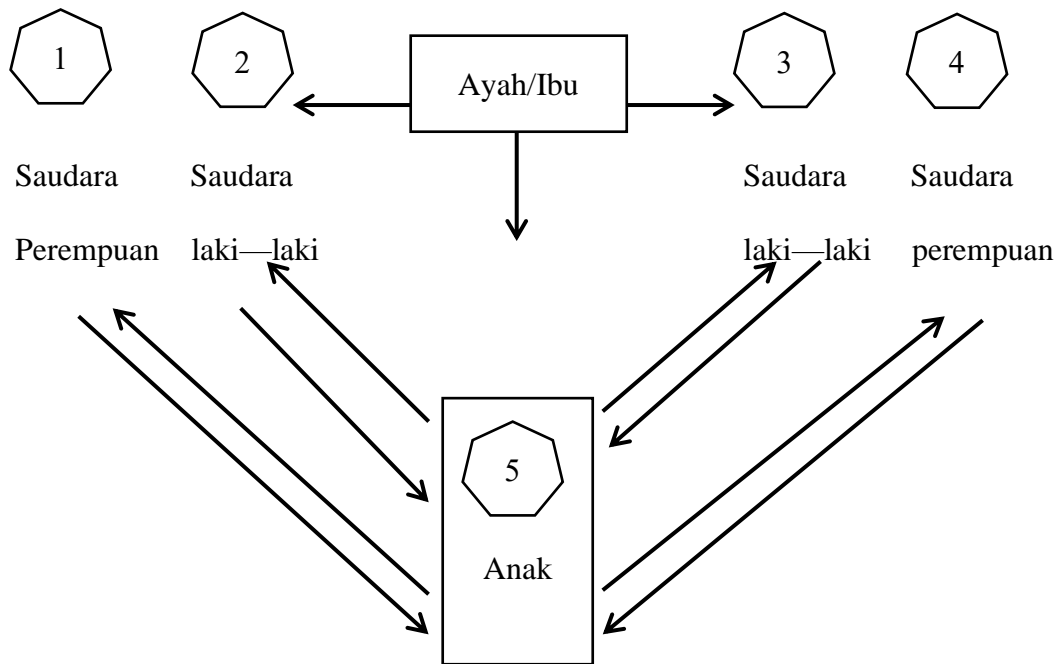 1 2 Ayah/Ibu 3 4
Saudara Saudara Saudara Saudara
Perempuan laki—laki laki—laki perempuan
5
Anak